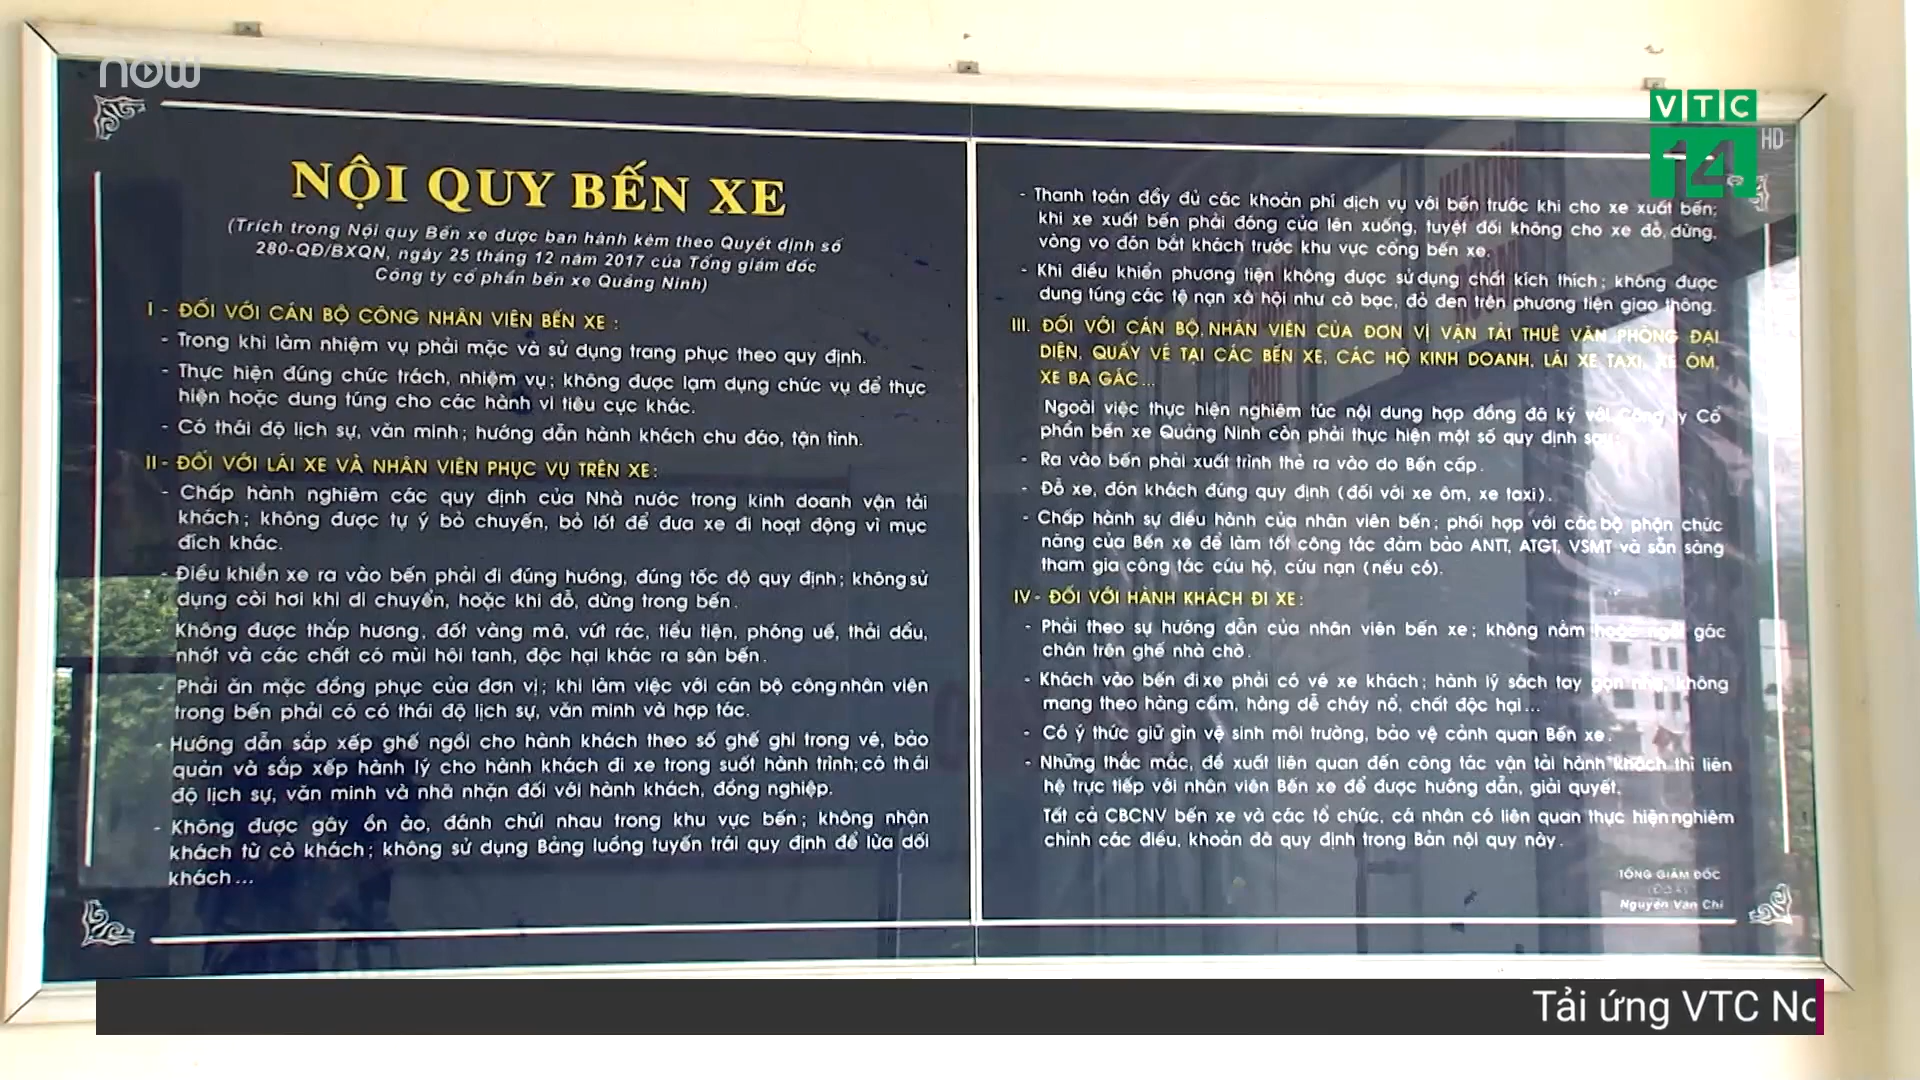 now
VTC
14
HD
NỘI QUY BẾN XE
(Trích trong Nội quy Bến xe được ban hành kèm theo Quyết định số
280-QĐ/BXQN, ngày 25 tháng 12 năm 2017 của Tổng giám đốc
Công ty cổ phần bến xe Quảng Ninh)
I - ĐỐI VỚI CÁN BỘ CÔNG NHÂN VIÊN BẾN XE :
- Trong khi làm nhiệm vụ phải mặc và sử dụng trang phục theo quy định.
- Thực hiện đúng chức trách, nhiệm vụ; không được lạm dụng chức vụ để thực
hiện hoặc dung túng cho các hành vi tiêu cực khác.
- Có thái độ lịch sự, văn minh; hướng dẫn hành khách chu đáo, tận tình.
II - ĐỐI VỚI LÁI XE VÀ NHÂN VIÊN PHỤC VỤ TRÊN XE:
- Chấp hành nghiêm các quy định của Nhà nước trong kinh doanh vận tải
khách; không được tự ý bỏ chuyến, bỏ lốt để đưa xe đi hoạt động vì mục
đích khác.
- Điều khiển xe ra vào bến phải đi đúng hướng, đúng tốc độ quy định; không sử
dụng còi hơi khi di chuyển, hoặc khi đỗ, dừng trong bến.
- Không được thắp hương, đốt vàng mã, vứt rác, tiểu tiện, phóng uế, thải dầu,
nhớt và các chất có mùi hôi tanh, độc hại khác ra sân bến.
- Phải ăn mặc đồng phục của đơn vị; khi làm việc với cán bộ công nhân viên
trong bến phải có có thái độ lịch sự, văn minh và hợp tác.
- Hướng dẫn sắp xếp ghế ngồi cho hành khách theo số ghế ghi trong vé, bảo
quản và sắp xếp hành lý cho hành khách đi xe trong suốt hành trình; có thái
độ lịch sự, văn minh và nhã nhặn đối với hành khách, đồng nghiệp.
- Không được gây ồn ào, đánh chửi nhau trong khu vực bến; không nhận
khách từ cò khách; không sử dụng Bảng luồng tuyến trái quy định để lừa dối
khách...
- Thanh toán đầy đủ các khoản phí dịch vụ với bến trước khi cho xe xuất bến;
khi xe xuất bến phải đóng cửa lên xuống, tuyệt đối không cho xe đỗ, dừng,
vòng vo đón bắt khách trước khu vực cổng bến xe.
- Khi điều khiển phương tiện không được sử dụng chất kích thích; không được
dung túng các tệ nạn xã hội như cờ bạc, đỏ đen trên phương tiện giao thông.
III. ĐỐI VỚI CÁN BỘ, NHÂN VIÊN CỦA ĐƠN VỊ VẬN TẢI THUÊ VĂN PHÒNG ĐẠI
DIỆN, QUẦY VÉ TẠI CÁC BẾN XE, CÁC HỘ KINH DOANH, LÁI XE TAXI, XE ÔM,
XE BA GÁC...
Ngoài việc thực hiện nghiêm túc nội dung hợp đồng đã ký với Công ty Cổ
phần bến xe Quảng Ninh còn phải thực hiện một số quy định sau:
- Ra vào bến phải xuất trình thẻ ra vào do Bến cấp.
- Đỗ xe, đón khách đúng quy định (đối với xe ôm, xe taxi).
- Chấp hành sự điều hành của nhân viên bến; phối hợp với các bộ phận chức
năng của Bến xe để làm tốt công tác đảm bảo ANTT, ATGT, VSMT và sẵn sàng
tham gia công tác cứu hộ, cứu nạn (nếu có).
IV - ĐỐI VỚI HÀNH KHÁCH ĐI XE:
- Phải theo sự hướng dẫn của nhân viên bến xe; không nằm hoặc ngồi gác
chân trên ghế nhà chờ.
- Khách vào bến đi xe phải có vé xe khách; hành lý sách tay gọn nhẹ, không
mang theo hàng cấm, hàng dễ cháy nổ, chất độc hại...
- Có ý thức giữ gìn vệ sinh môi trường, bảo vệ cảnh quan Bến xe.
- Những thắc mắc, đề xuất liên quan đến công tác vận tải hành khách thì liên
hệ trực tiếp với nhân viên Bến xe để được hướng dẫn, giải quyết.
Tất cả CBCNV bến xe và các tổ chức, cá nhân có liên quan thực hiện nghiêm
chỉnh các điều, khoản đã quy định trong Bản nội quy này.
TỔNG GIÁM ĐỐC
Nguyễn Văn Chi
Tải ứng VTC No